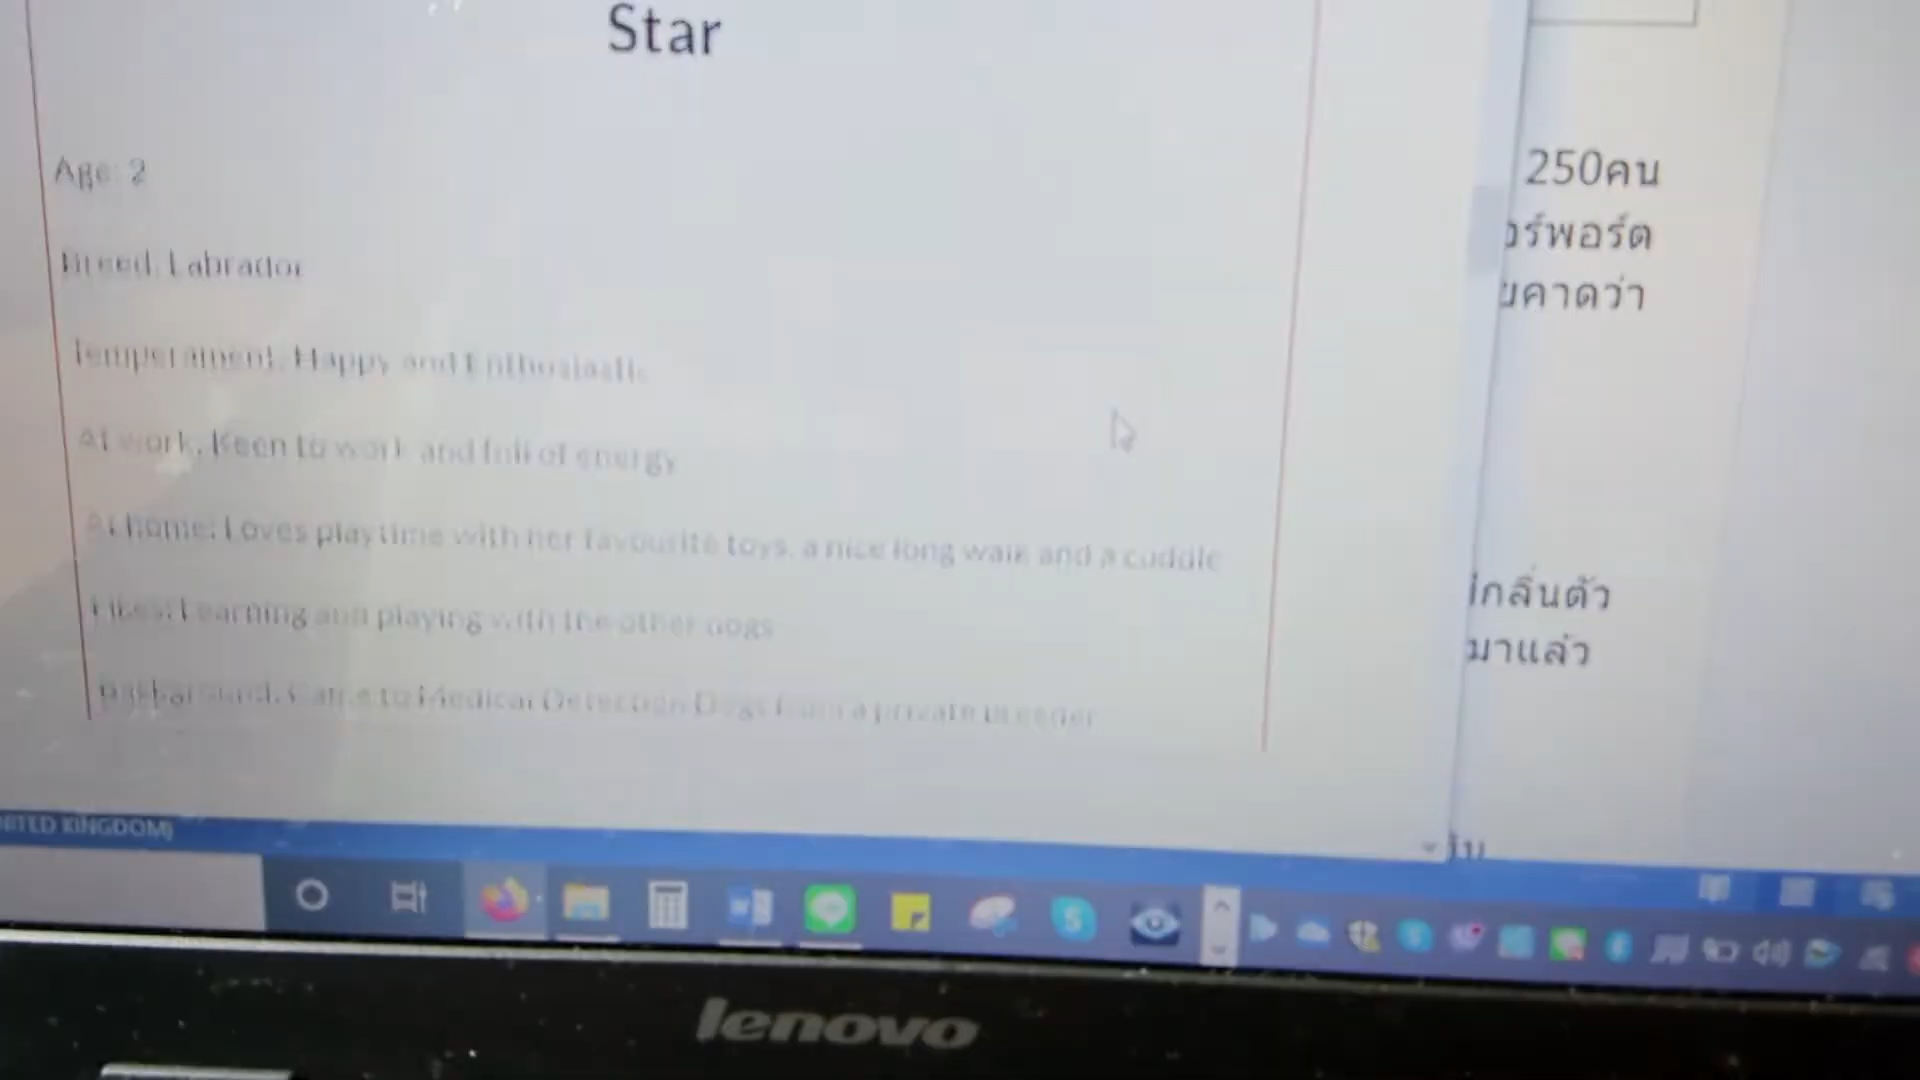 Star
Age: 2
Breed: Labrador
Temperament: Happy and Enthusiastic
At work: Keen to work and full of energy
At home: Loves playtime with her favourite toys, a nice long walk and a cuddle
Likes: Learning and playing with the other dogs
Background: Came to Medical Detection Dogs from a private breeder
250คน
อร์พอร์ต
คาดว่า
กลิ่นตัว
มาแล้ว
KINGDOM)
lenovo